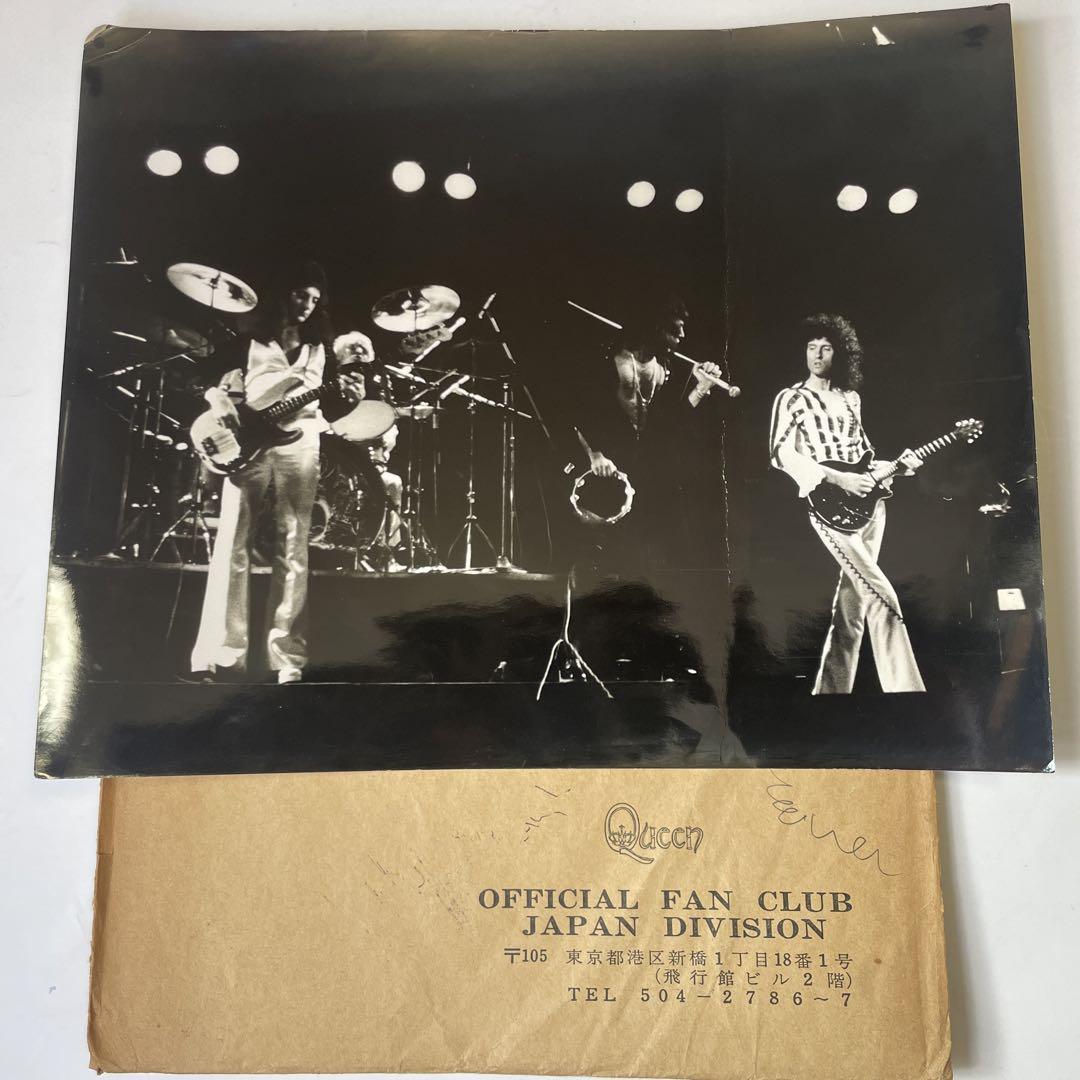 Queen
OFFICIAL FAN CLUB
JAPAN DIVISION
〒105 東京都港区新橋1丁目18番1号
(飛行館ビル2階)
TEL 504-2786~7